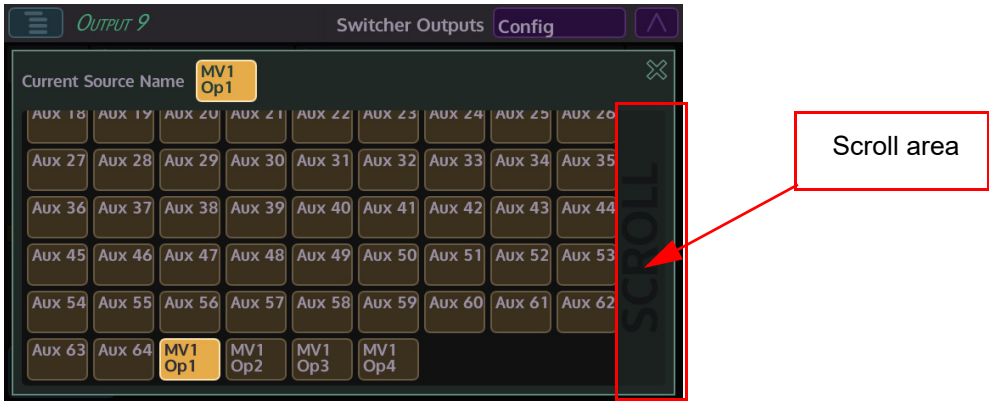 OUTPUT 9 Switcher Outputs Config
Current Source Name MV1 Op1
Aux 18 Aux 19 Aux 20 Aux 21 Aux 22 Aux 23 Aux 24 Aux 25 Aux 26
Aux 27 Aux 28 Aux 29 Aux 30 Aux 31 Aux 32 Aux 33 Aux 34 Aux 35
Aux 36 Aux 37 Aux 38 Aux 39 Aux 40 Aux 41 Aux 42 Aux 43 Aux 44
Aux 45 Aux 46 Aux 47 Aux 48 Aux 49 Aux 50 Aux 51 Aux 52 Aux 53
Aux 54 Aux 55 Aux 56 Aux 57 Aux 58 Aux 59 Aux 60 Aux 61 Aux 62
Aux 63 Aux 64 MV1 Op1 MV1 Op2 MV1 Op3 MV1 Op4
SCROLL
Scroll area